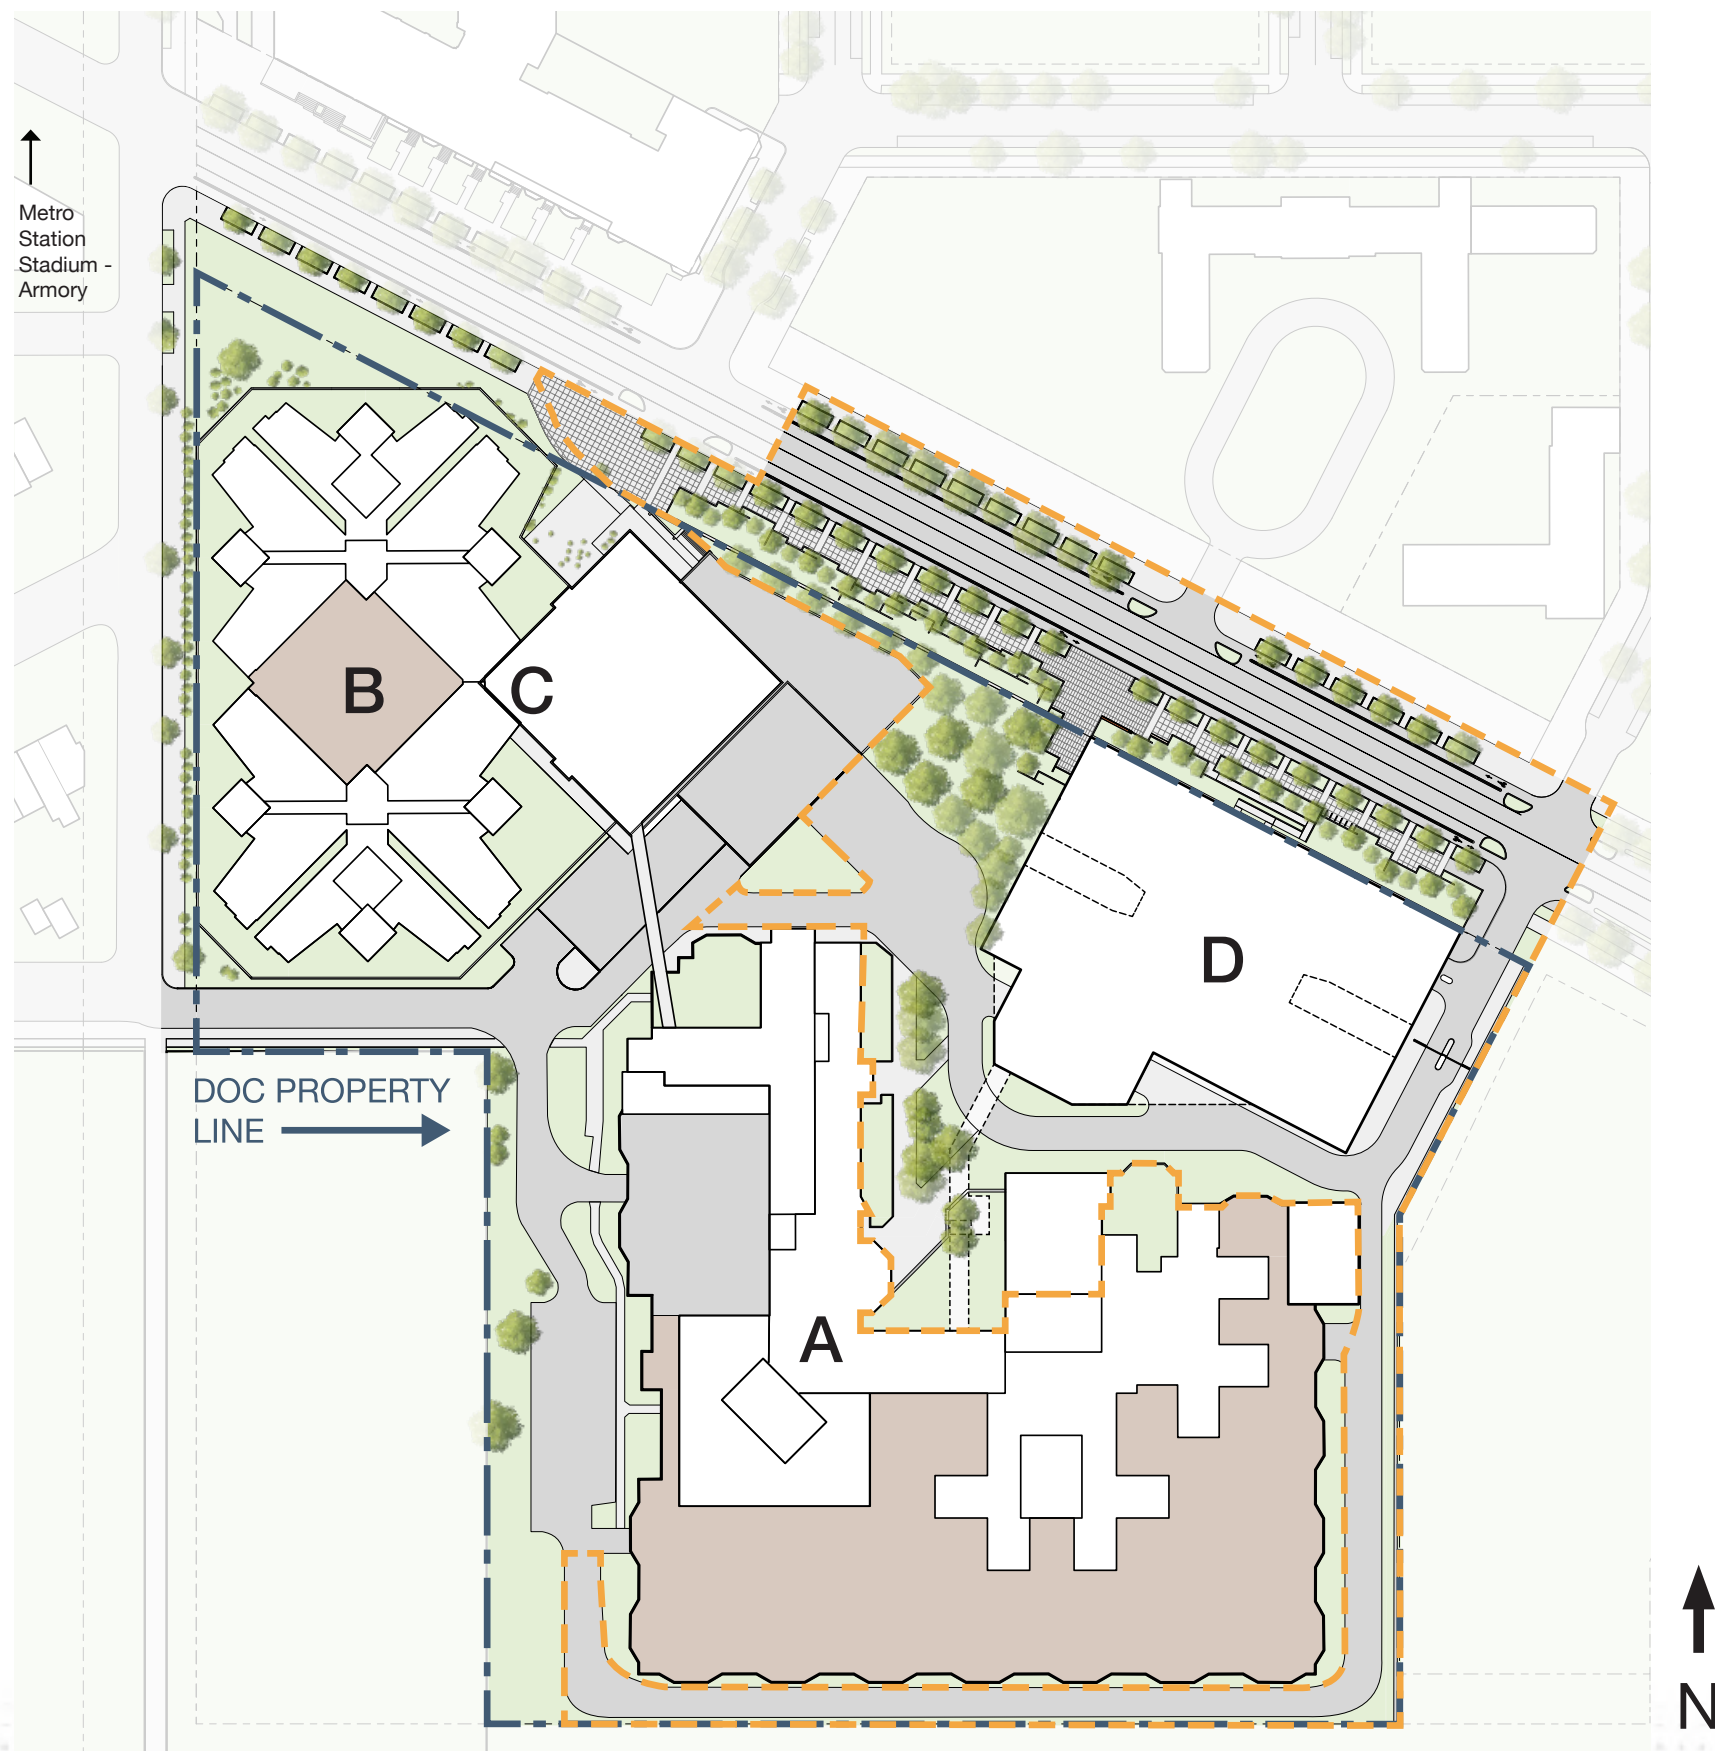 Metro
Station
Stadium -
Armory
B
C
D
DOC PROPERTY
LINE
A
N